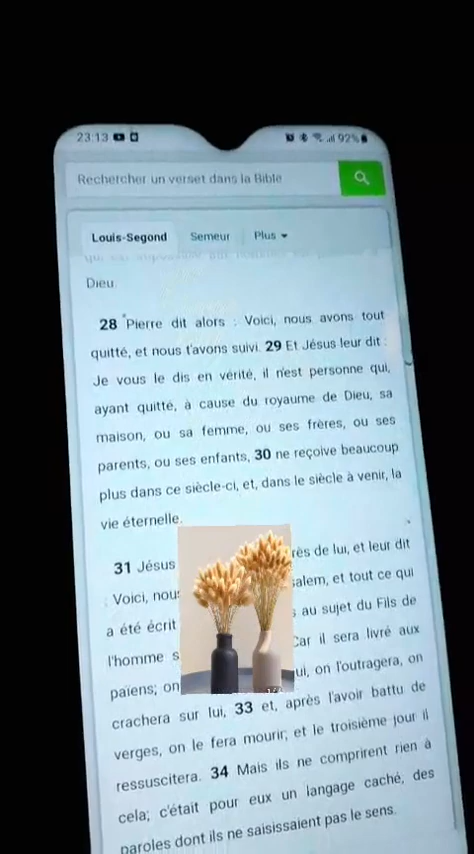 23:13 92%
Rechercher un verset dans la Bible
Louis-Segond Semeur Plus
Dieu
28 Pierre dit alors : Voici, nous avons tout
quitté, et nous t'avons suivi. 29 Et Jésus leur dit :
Je vous le dis en vérité, il n'est personne qui,
ayant quitté, à cause du royaume de Dieu, sa
maison, ou sa femme, ou ses frères, ou ses
parents, ou ses enfants, 30 ne reçoive beaucoup
plus dans ce siècle-ci, et, dans le siècle à venir, la
vie éternelle.
31 Jésus rès de lui, et leur dit
: Voici, nous salem, et tout ce qui
a été écrit au sujet du Fils de
l'homme s Car il sera livré aux
païens; on ui, on l'outragera, on
crachera sur lui, 33 et, après l'avoir battu de
verges, on le fera mourir; et le troisième jour il
ressuscitera. 34 Mais ils ne comprirent rien à
cela; c'était pour eux un langage caché, des
paroles dont ils ne saisissaient pas le sens.